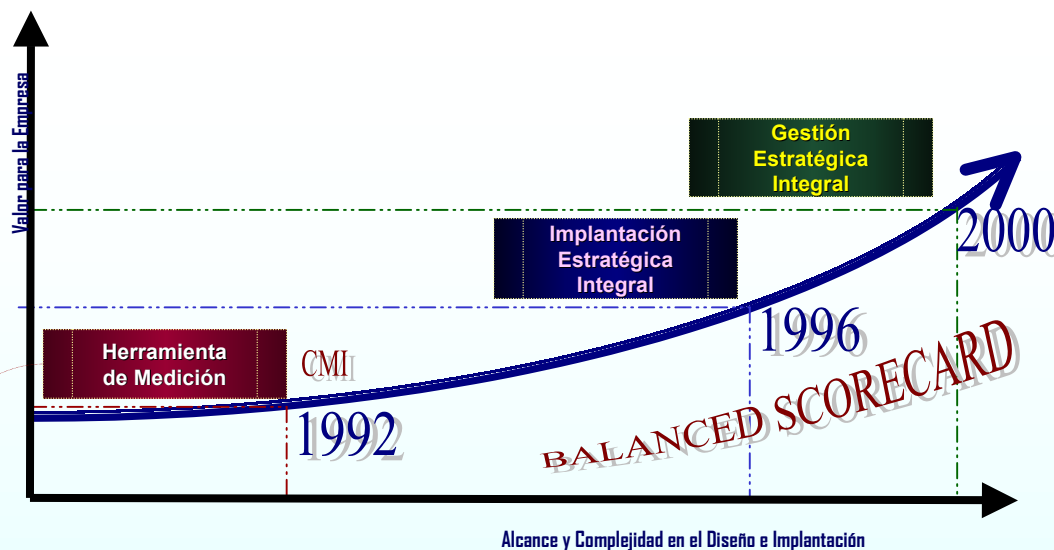 Valor para la Empresa
Gestión
Estratégica
Integral
2000
Implantación
Estratégica
Integral
1996
Herramienta
de Medición
CMI
1992
BALANCED SCORECARD
Alcance y Complejidad en el Diseño e Implantación